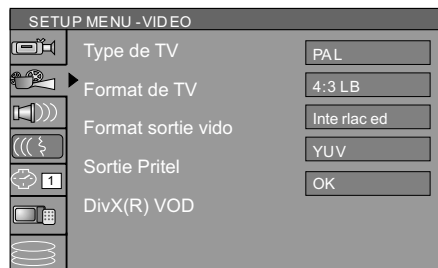 SETUP MENU -VIDEO
Type de TV
PAL
Format de TV
4:3 LB
Format sortie vido
Interlaced
Sortie Pritel
YUV
DivX(R) VOD
OK
1